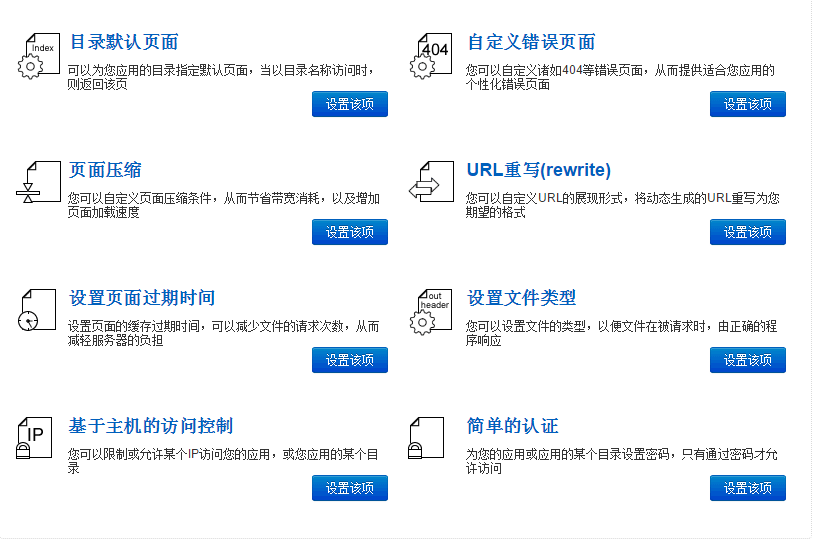 Index
目录默认页面
可以为您应用的目录指定默认页面，当以目录名称访问时，
则返回该页
设置该项
404
自定义错误页面
您可以自定义诸如404等错误页面，从而提供适合您应用的
个性化错误页面
设置该项
页面压缩
您可以自定义页面压缩条件，从而节省带宽消耗，以及增加
页面加载速度
设置该项
URL重写(rewrite)
您可以自定义URL的展现形式，将动态生成的URL重写为您
期望的格式
设置该项
设置页面过期时间
设置页面的缓存过期时间，可以减少文件的请求次数，从而
减轻服务器的负担
设置该项
out
header
设置文件类型
您可以设置文件的类型，以便文件在被请求时，由正确的程
序响应
设置该项
IP
基于主机的访问控制
您可以限制或允许某个IP访问您的应用，或您应用的某个目
录
设置该项
简单的认证
为您的应用或应用的某个目录设置密码，只有通过密码才允
许访问
设置该项